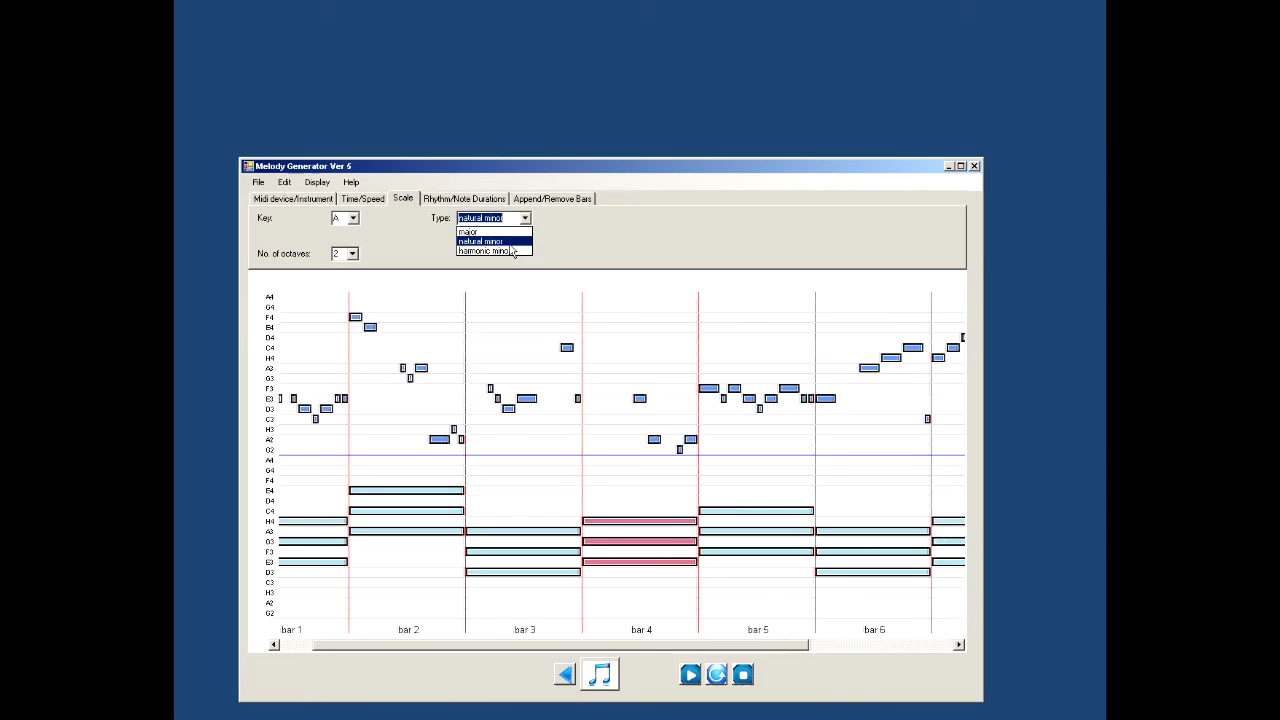 Melody Generator Ver 5
File Edit Display Help
Midi device/Instrument Time/Speed Scale Rhythm/Note Durations Append/Remove Bars
Key: A Type: natural minor
major
natural minor
harmonic minor
No. of octaves: 2
A4
G4
F4
E4
D4
C4
H4
A3
G3
F3
E3
D3
C3
H3
A2
G2
A4
G4
F4
E4
D4
C4
H4
A3
G3
F3
E3
D3
C3
H3
A2
G2
bar 1 bar 2 bar 3 bar 4 bar 5 bar 6